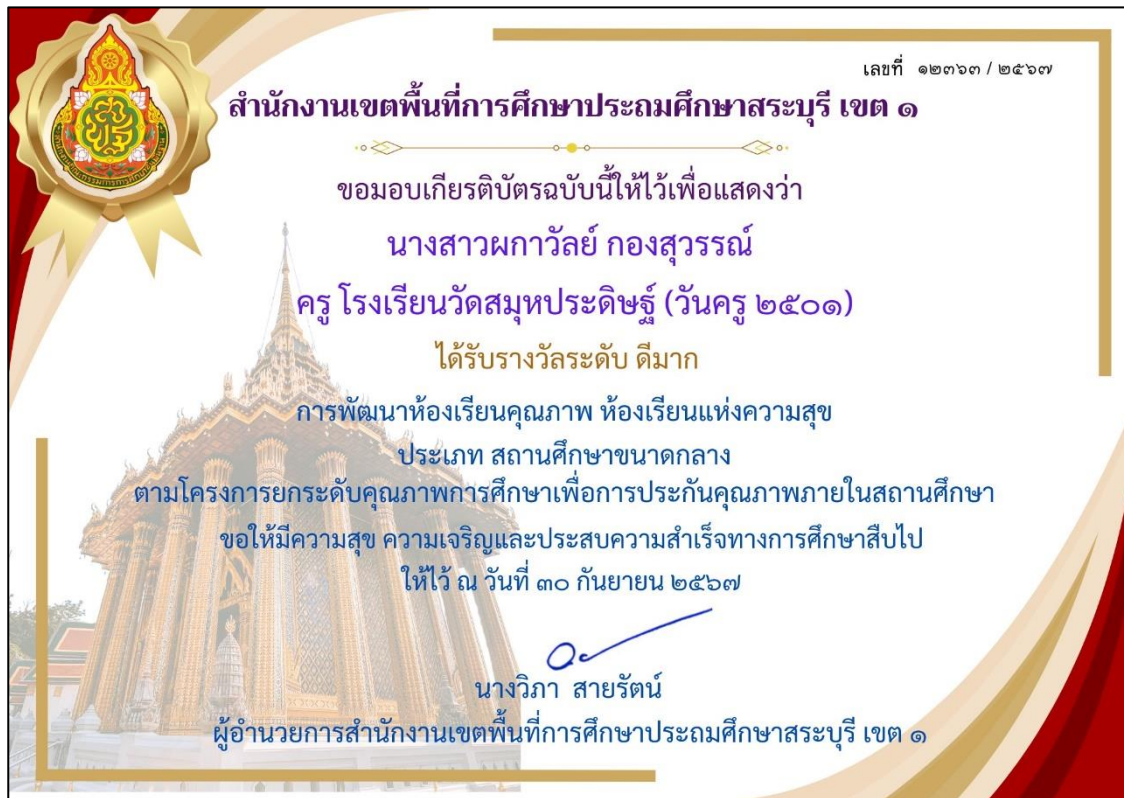 เลขที่ ๑๒๓๖๓ / ๒๕๖๗
สำนักงานเขตพื้นที่การศึกษาประถมศึกษาสระบุรี เขต ๑
ขอมอบเกียรติบัตรฉบับนี้ให้ไว้เพื่อแสดงว่า
นางสาวผกาวัลย์ กองสุวรรณ์
ครู โรงเรียนวัดสมุหประดิษฐ์ (วันครู ๒๕๐๑)
ได้รับรางวัลระดับ ดีมาก
การพัฒนาห้องเรียนคุณภาพ ห้องเรียนแห่งความสุข
ประเภท สถานศึกษาขนาดกลาง
ตามโครงการยกระดับคุณภาพการศึกษาเพื่อการประกันคุณภาพภายในสถานศึกษา
ขอให้มีความสุข ความเจริญและประสบความสำเร็จทางการศึกษาสืบไป
ให้ไว้ ณ วันที่ ๓๐ กันยายน ๒๕๖๗
นางวิภา สายรัตน์
ผู้อำนวยการสำนักงานเขตพื้นที่การศึกษาประถมศึกษาสระบุรี เขต ๑